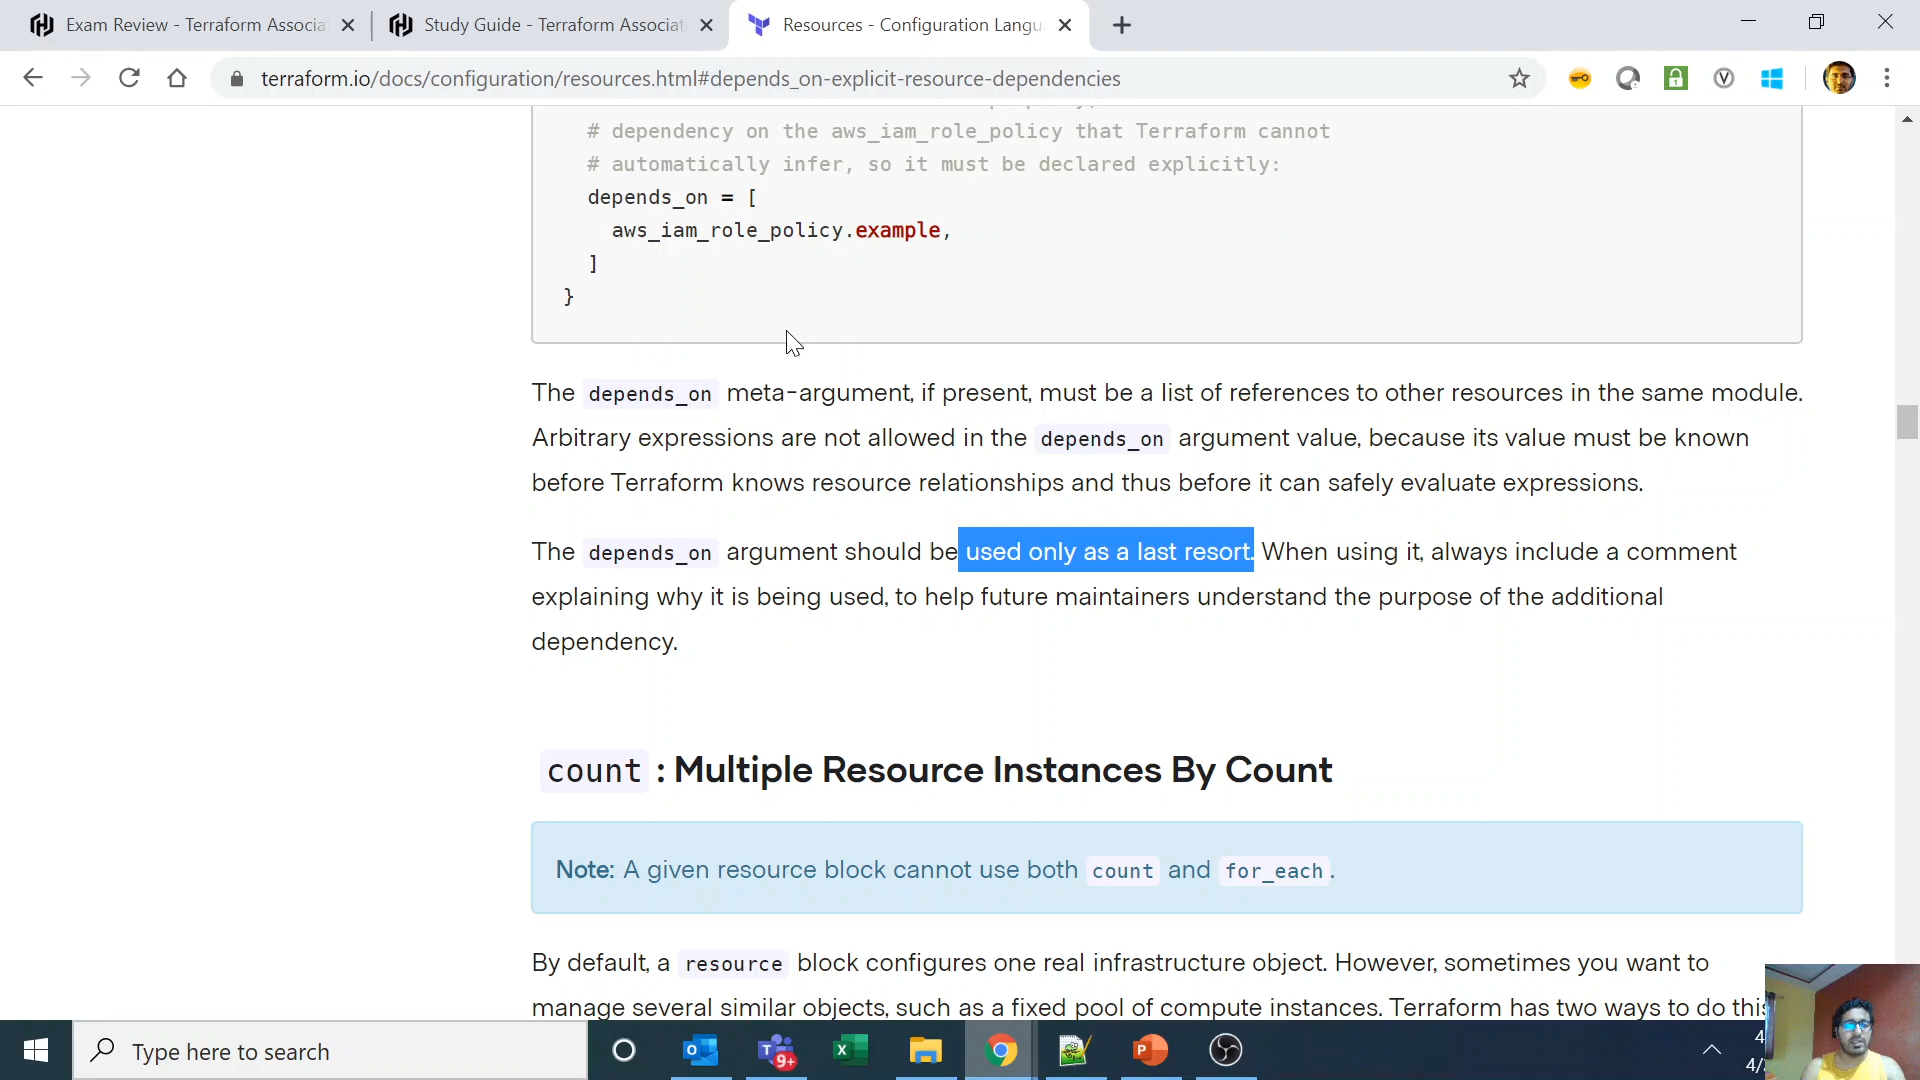 Exam Review - Terraform Associa
Study Guide - Terraform Associat
Resources - Configuration Langu
terraform.io/docs/configuration/resources.html#depends_on-explicit-resource-dependencies
# dependency on the aws_iam_role_policy that Terraform cannot
# automatically infer, so it must be declared explicitly:
depends_on = [
aws_iam_role_policy.example,
]
}
The depends_on meta-argument, if present, must be a list of references to other resources in the same module.
Arbitrary expressions are not allowed in the depends_on argument value, because its value must be known
before Terraform knows resource relationships and thus before it can safely evaluate expressions.
The depends_on argument should be used only as a last resort. When using it, always include a comment
explaining why it is being used, to help future maintainers understand the purpose of the additional
dependency.
count : Multiple Resource Instances By Count
Note: A given resource block cannot use both count and for_each.
By default, a resource block configures one real infrastructure object. However, sometimes you want to
manage several similar objects, such as a fixed pool of compute instances. Terraform has two ways to do this
Type here to search
9+
4
4/